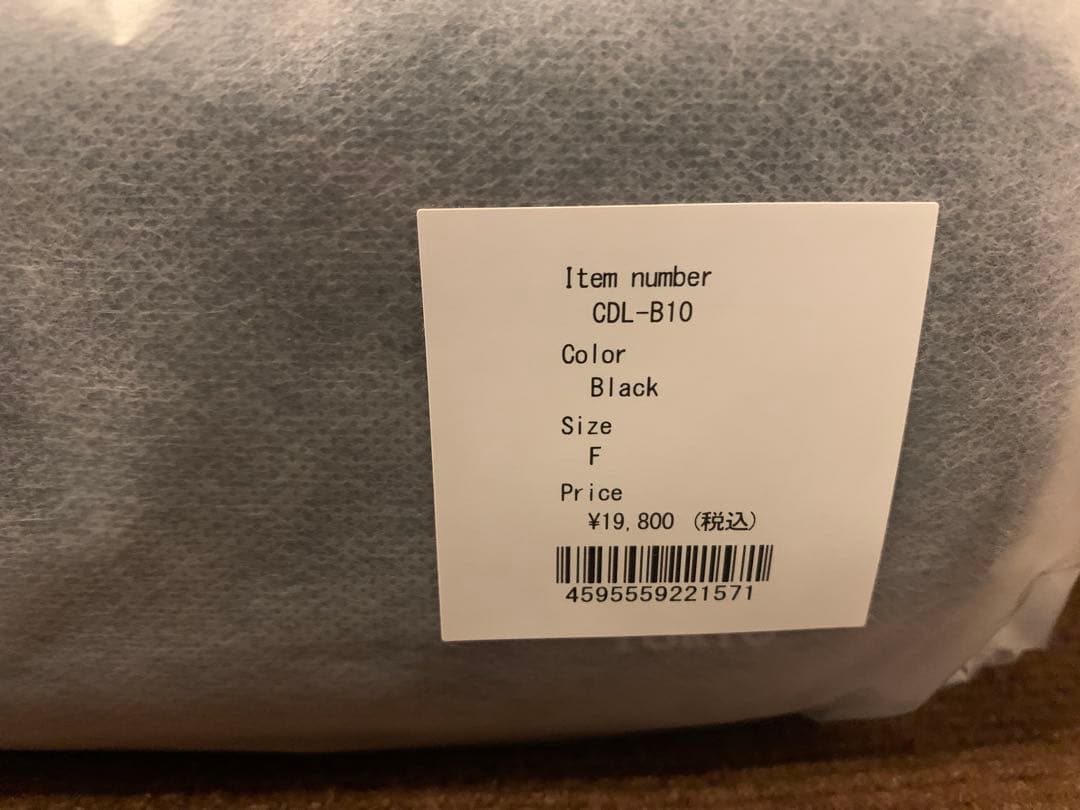 Item number
CDL-B10
Color
Black
Size
F
Price
¥19,800 (税込)
4595559221571